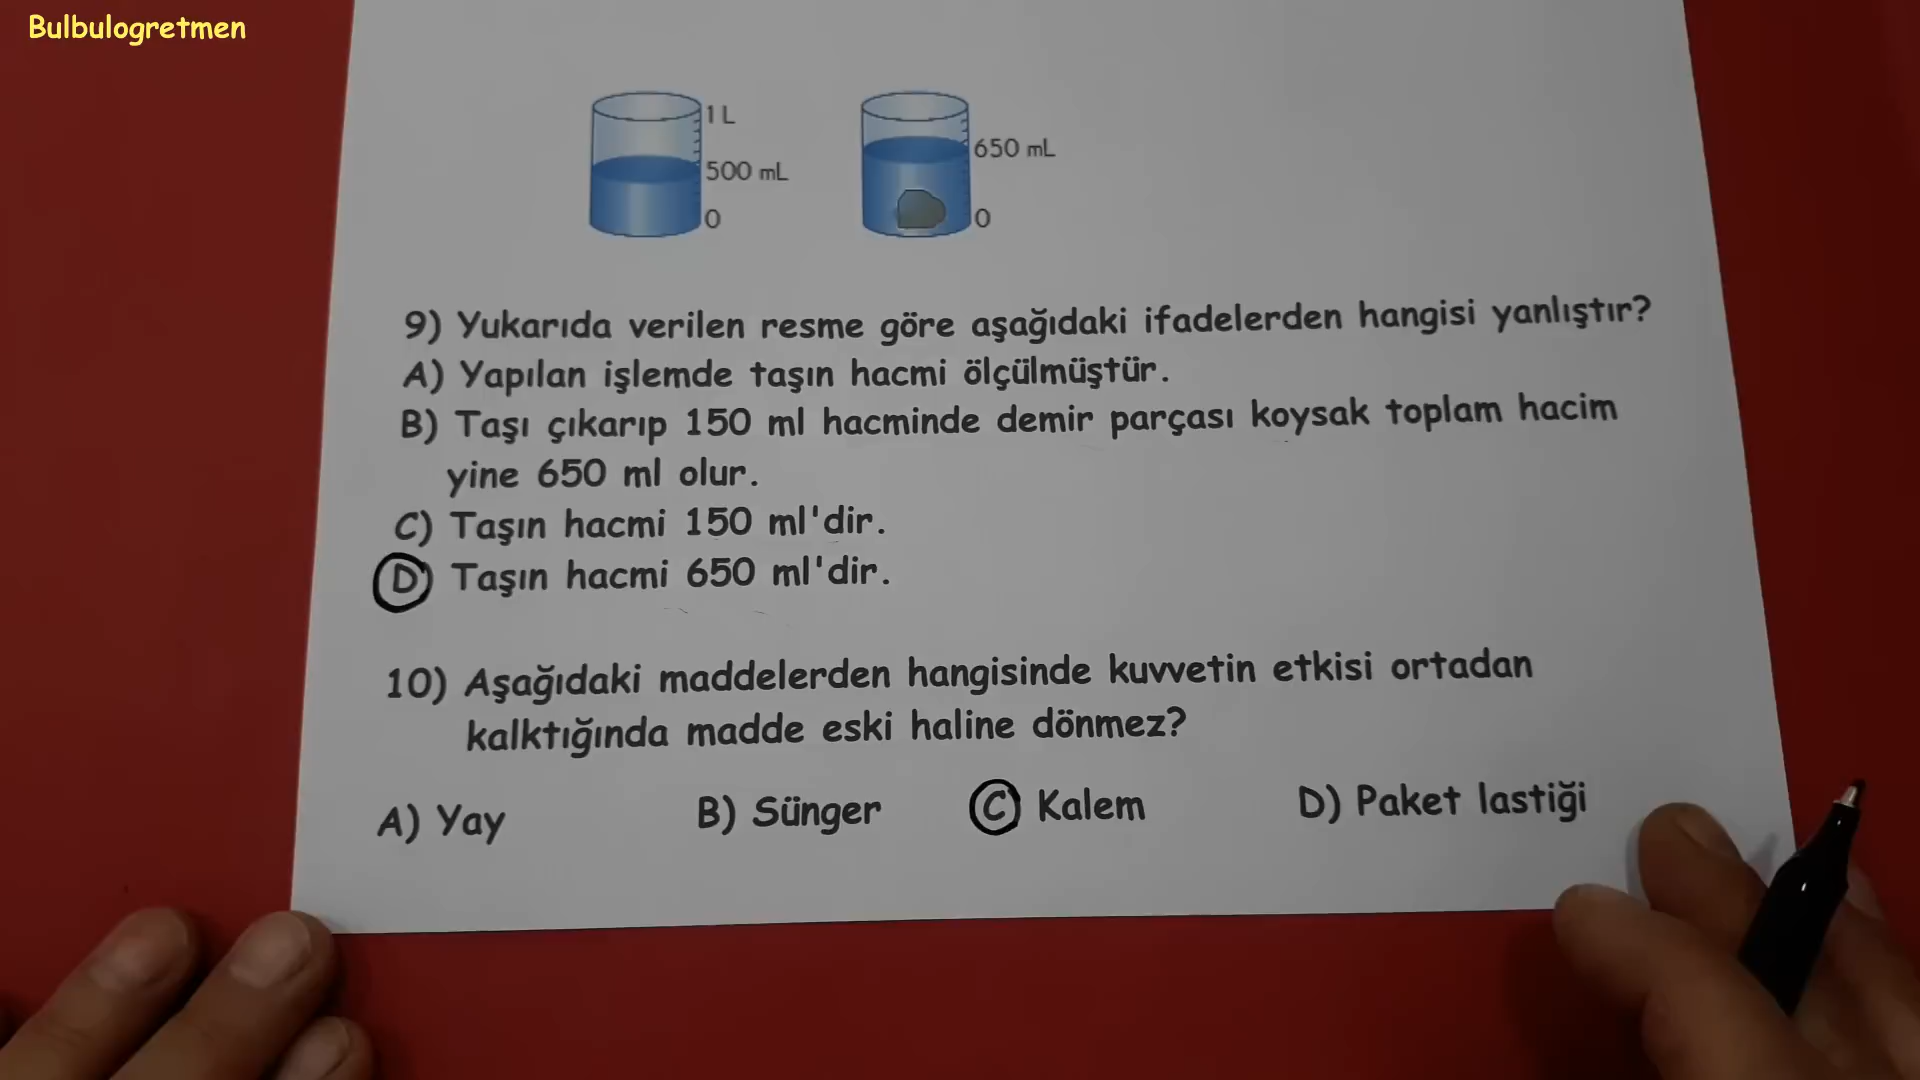 Bulbulogretmen
1 L
500 mL
0
650 mL
0
9) Yukarıda verilen resme göre aşağıdaki ifadelerden hangisi yanlıştır?
A) Yapılan işlemde taşın hacmi ölçülmüştür.
B) Taşı çıkarıp 150 ml hacminde demir parçası koysak toplam hacim
yine 650 ml olur.
C) Taşın hacmi 150 ml'dir.
D) Taşın hacmi 650 ml'dir.
10) Aşağıdaki maddelerden hangisinde kuvvetin etkisi ortadan
kalktığında madde eski haline dönmez?
A) Yay B) Sünger C) Kalem D) Paket lastiği